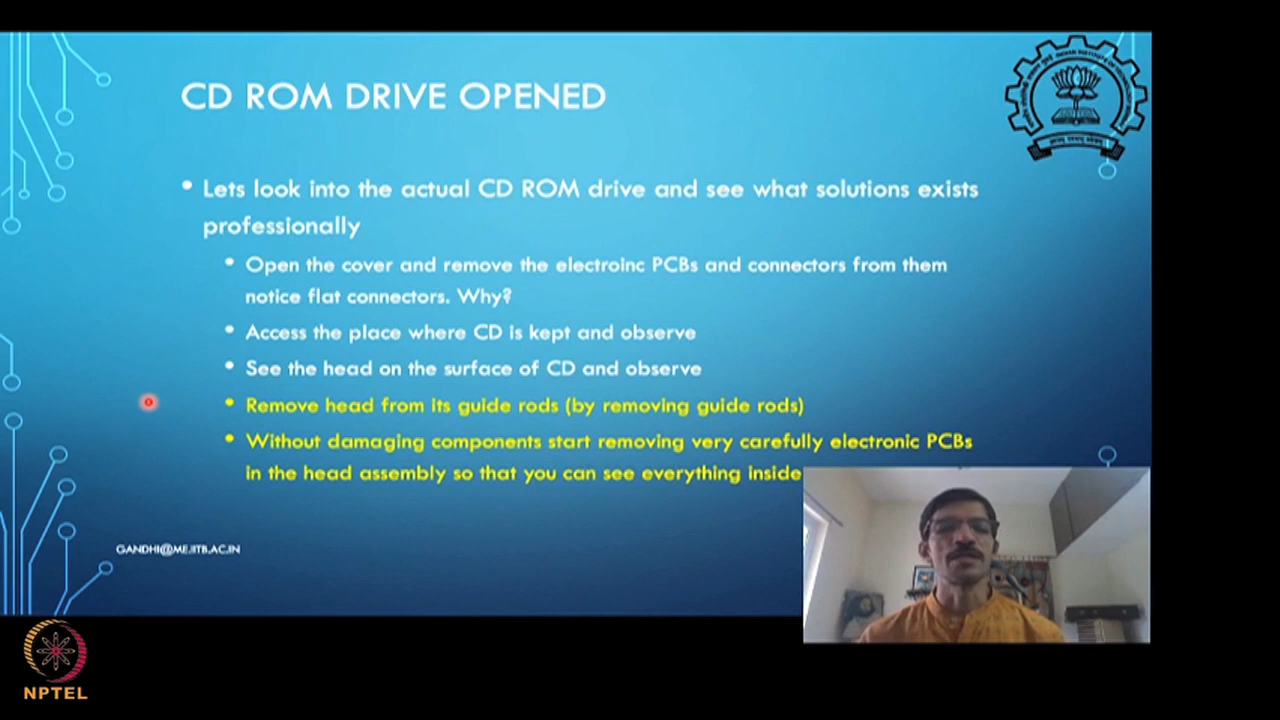 CD ROM DRIVE OPENED
• Lets look into the actual CD ROM drive and see what solutions exists
professionally
• Open the cover and remove the electroinc PCBs and connectors from them
notice flat connectors. Why?
• Access the place where CD is kept and observe
• See the head on the surface of CD and observe
• Remove head from its guide rods (by removing guide rods)
• Without damaging components start removing very carefully electronic PCBs
in the head assembly so that you can see everything inside
GANDHI@ME.IITB.AC.IN
NPTEL